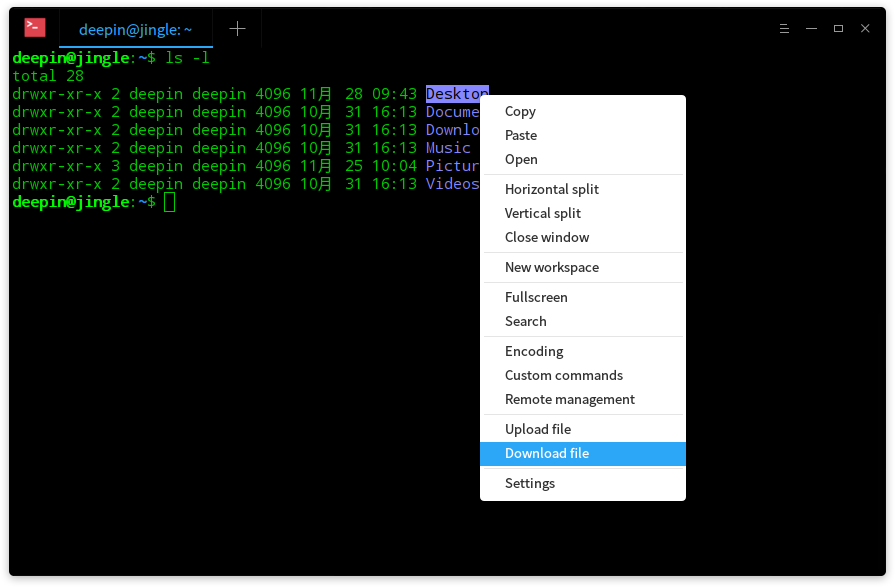 >_
deepin@jingle: ~
deepin@jingle:~$ ls -l
total 28
drwxr-xr-x 2 deepin deepin 4096 11月 28 09:43 Desktop
drwxr-xr-x 2 deepin deepin 4096 10月 31 16:13 Docume
drwxr-xr-x 2 deepin deepin 4096 10月 31 16:13 Downlo
drwxr-xr-x 2 deepin deepin 4096 10月 31 16:13 Music
drwxr-xr-x 3 deepin deepin 4096 11月 25 10:04 Pictur
drwxr-xr-x 2 deepin deepin 4096 10月 31 16:13 Videos
deepin@jingle:~$
Copy
Paste
Open
Horizontal split
Vertical split
Close window
New workspace
Fullscreen
Search
Encoding
Custom commands
Remote management
Upload file
Download file
Settings